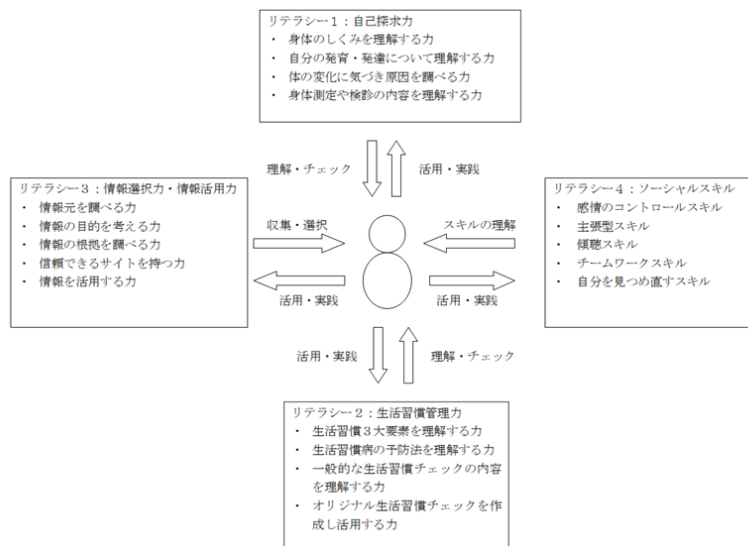 リテラシー1：自己探求力
・ 身体のしくみを理解する力
・ 自分の発育・発達について理解する力
・ 体の変化に気づき原因を調べる力
・ 身体測定や検診の内容を理解する力
理解・チェック
活用・実践
リテラシー3：情報選択力・情報活用力
・ 情報元を調べる力
・ 情報の目的を考える力
・ 情報の根拠を調べる力
・ 信頼できるサイトを持つ力
・ 情報を活用する力
収集・選択
活用・実践
スキルの理解
活用・実践
リテラシー4：ソーシャルスキル
・ 感情のコントロールスキル
・ 主張型スキル
・ 傾聴スキル
・ チームワークスキル
・ 自分を見つめ直すスキル
活用・実践
理解・チェック
リテラシー2：生活習慣管理力
・ 生活習慣3大要素を理解する力
・ 生活習慣病の予防法を理解する力
・ 一般的な生活習慣チェックの内容
を理解する力
・ オリジナル生活習慣チェックを作
成し活用する力